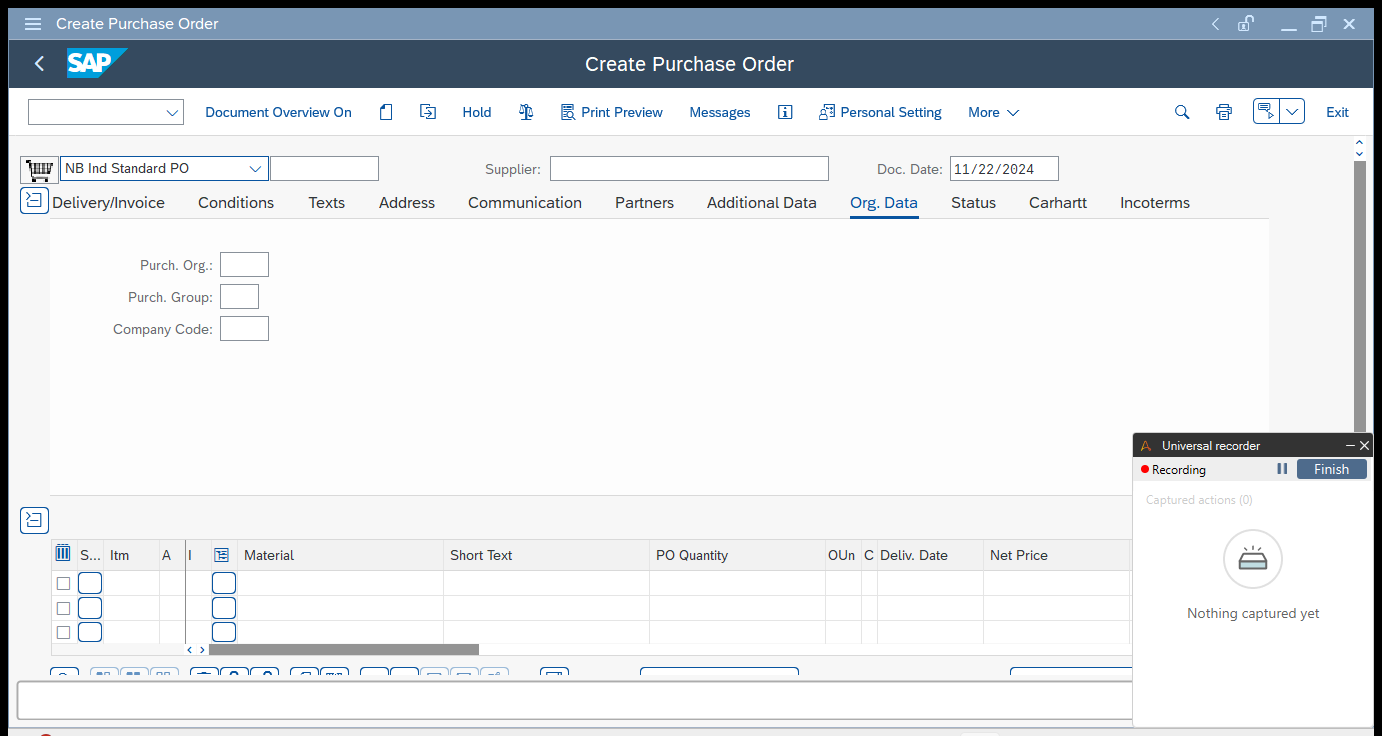 Create Purchase Order
SAP
Create Purchase Order
Document Overview On Hold Print Preview Messages Personal Setting More Exit
NB Ind Standard PO Supplier: Doc. Date: 11/22/2024
Delivery/Invoice Conditions Texts Address Communication Partners Additional Data Org. Data Status Carhartt Incoterms
Purch. Org.:
Purch. Group:
Company Code:
Universal recorder
Recording Finish
Captured actions (0)
Nothing captured yet
S... Itm A I Material Short Text PO Quantity OUn C Deliv. Date Net Price